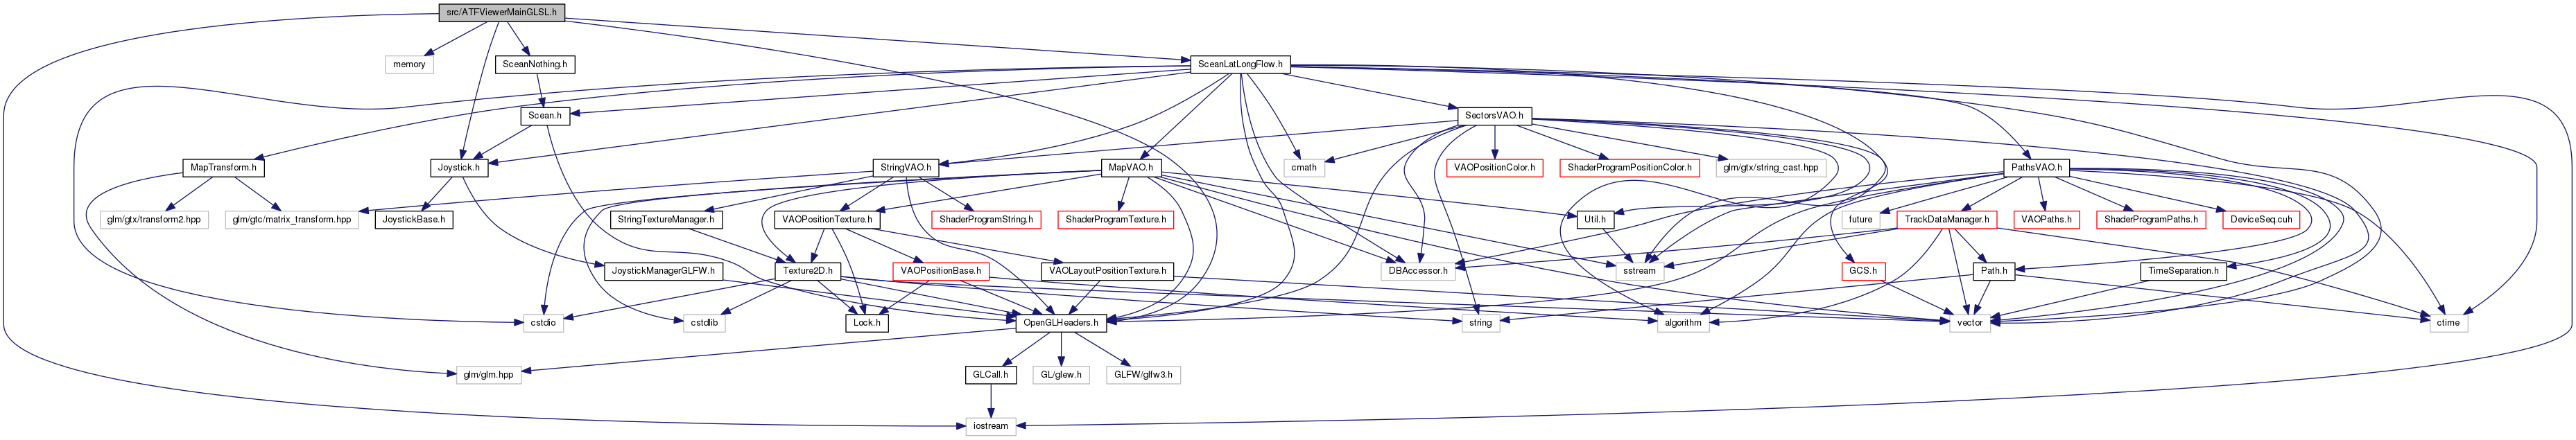 src/ATFViewerMainGLSL.h
memory
SceanNothing.h
SceanLatLongFlow.h
Scean.h
SectorsVAO.h
MapTransform.h
Joystick.h
StringVAO.h
MapVAO.h
cmath
VAOPositionColor.h
ShaderProgramPositionColor.h
glm/gtx/string_cast.hpp
PathsVAO.h
glm/gtx/transform2.hpp
glm/gtc/matrix_transform.hpp
JoystickBase.h
StringTextureManager.h
VAOPositionTexture.h
ShaderProgramString.h
ShaderProgramTexture.h
Util.h
future
TrackDataManager.h
VAOPaths.h
ShaderProgramPaths.h
DeviceSeq.cuh
JoystickManagerGLFW.h
Texture2D.h
VAOPositionBase.h
VAOLayoutPositionTexture.h
DBAccessor.h
sstream
GCS.h
Path.h
TimeSeparation.h
cstdio
cstdlib
Lock.h
OpenGLHeaders.h
string
algorithm
vector
ctime
glm/glm.hpp
GLCall.h
GL/glew.h
GLFW/glfw3.h
iostream